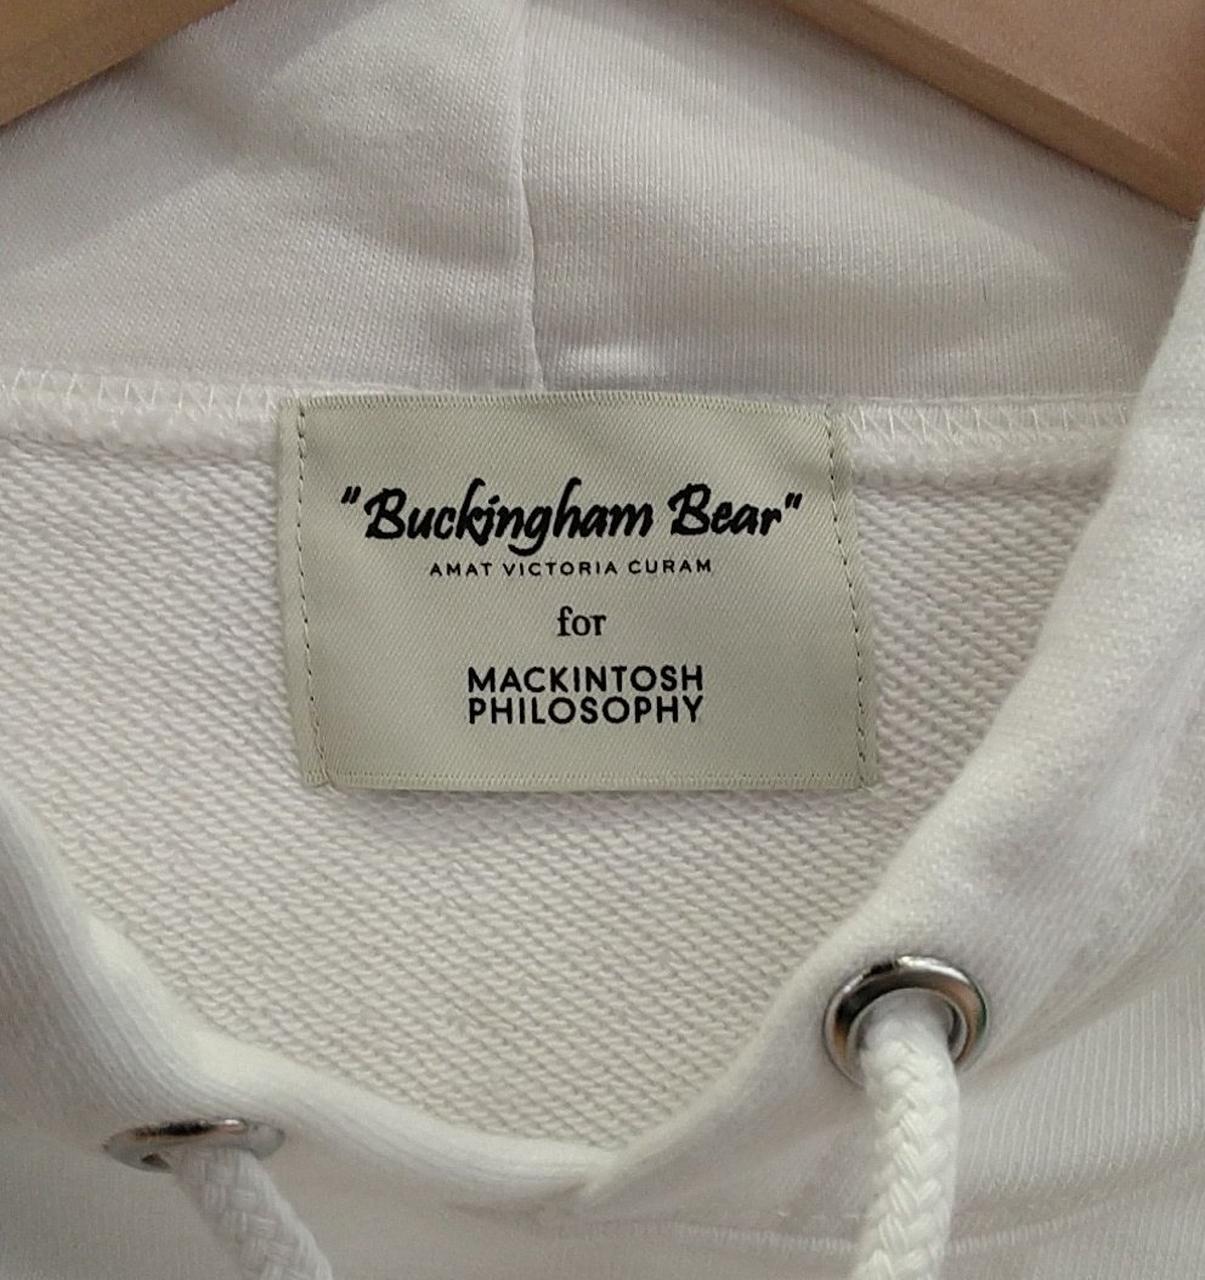 "Buckingham Bear"
AMAT VICTORIA CURAM
for
MACKINTOSH
PHILOSOPHY